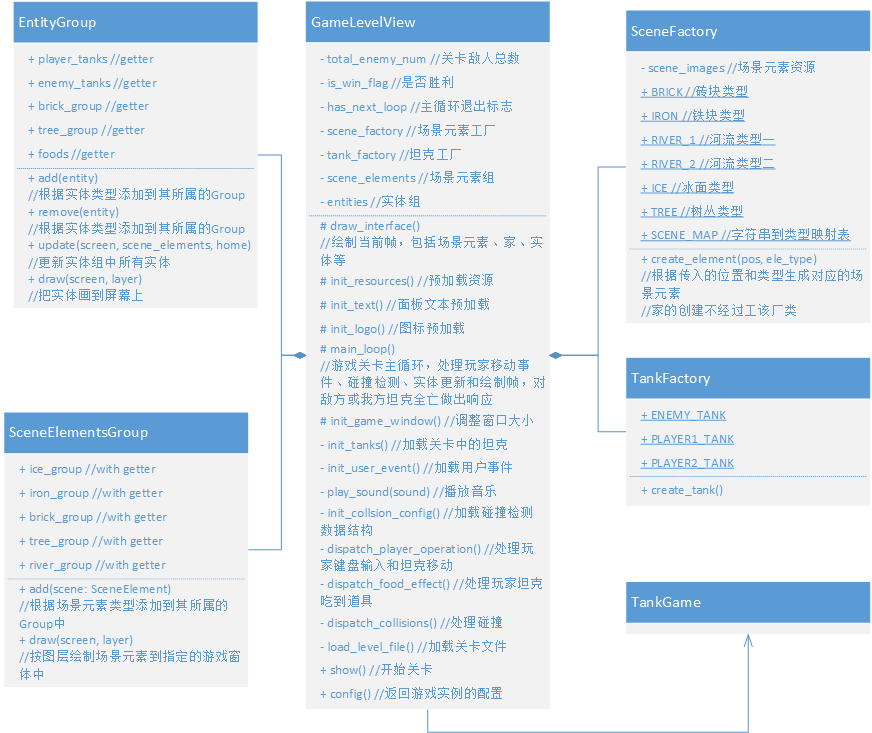 EntityGroup
+ player_tanks //getter
+ enemy_tanks //getter
+ brick_group //getter
+ tree_group //getter
+ foods //getter
+ add(entity)
//根据实体类型添加到其所属的Group
+ remove(entity)
//根据实体类型添加到其所属的Group
+ update(screen, scene_elements, home)
//更新实体组中所有实体
+ draw(screen, layer)
//把实体画到屏幕上
SceneElementsGroup
+ ice_group //with getter
+ iron_group //with getter
+ brick_group //with getter
+ tree_group //with getter
+ river_group //with getter
+ add(scene: SceneElement)
//根据场景元素类型添加到其所属的
Group中
+ draw(screen, layer)
//按图层绘制场景元素到指定的游戏窗
体中
GameLevelView
- total_enemy_num //关卡敌人总数
- is_win_flag //是否胜利
- has_next_loop //主循环退出标志
- scene_factory //场景元素工厂
- tank_factory //坦克工厂
- scene_elements //场景元素组
- entities //实体组
# draw_interface()
//绘制当前帧，包括场景元素、家、实
体等
# init_resources() //预加载资源
# init_text() //面板文本预加载
# init_logo() //图标预加载
# main_loop()
//游戏关卡主循环，处理玩家移动事
件、碰撞检测、实体更新和绘制帧，对
敌方或我方坦克全亡做出响应
# init_game_window() //调整窗口大小
- init_tanks() //加载关卡中的坦克
- init_user_event() //加载用户事件
- play_sound(sound) //播放音乐
- init_collsion_config() //加载碰撞检测
数据结构
- dispatch_player_operation() //处理玩
家键盘输入和坦克移动
- dispatch_food_effect() //处理玩家坦克
吃到道具
- dispatch_collisions() //处理碰撞
- load_level_file() //加载关卡文件
+ show() //开始关卡
+ config() //返回游戏实例的配置
SceneFactory
- scene_images //场景元素资源
+ BRICK //砖块类型
+ IRON //铁块类型
+ RIVER_1 //河流类型一
+ RIVER_2 //河流类型二
+ ICE //冰面类型
+ TREE //树丛类型
+ SCENE_MAP //字符串到类型映射表
+ create_element(pos, ele_type)
//根据传入的位置和类型生成对应的场
景元素
//家的创建不经过工该厂类
TankFactory
+ ENEMY_TANK
+ PLAYER1_TANK
+ PLAYER2_TANK
+ create_tank()
TankGame